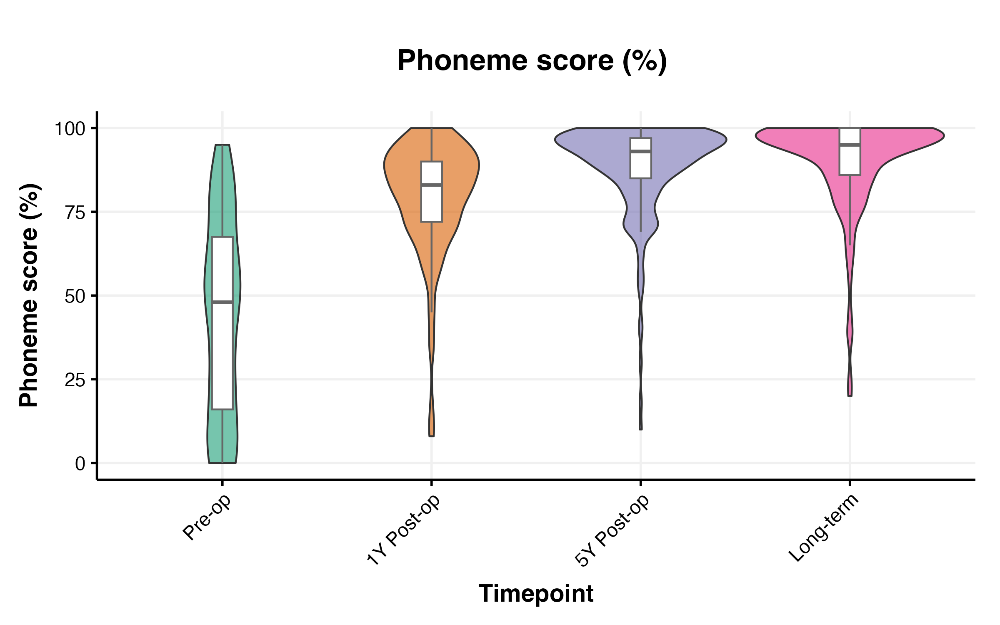 Phoneme score (%)
Phoneme score (%)
100
75
50
25
0
Pre-op
1Y Post-op
5Y Post-op
Long-term
Timepoint